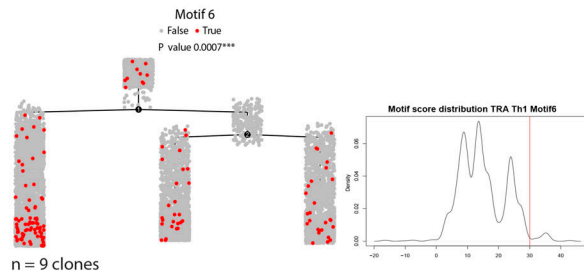 Motif 6
False True
P value 0.0007***
1
2
n = 9 clones
Motif score distribution TRA Th1 Motif6
Density
0.00 0.02 0.04 0.06
-20 -10 0 10 20 30 40